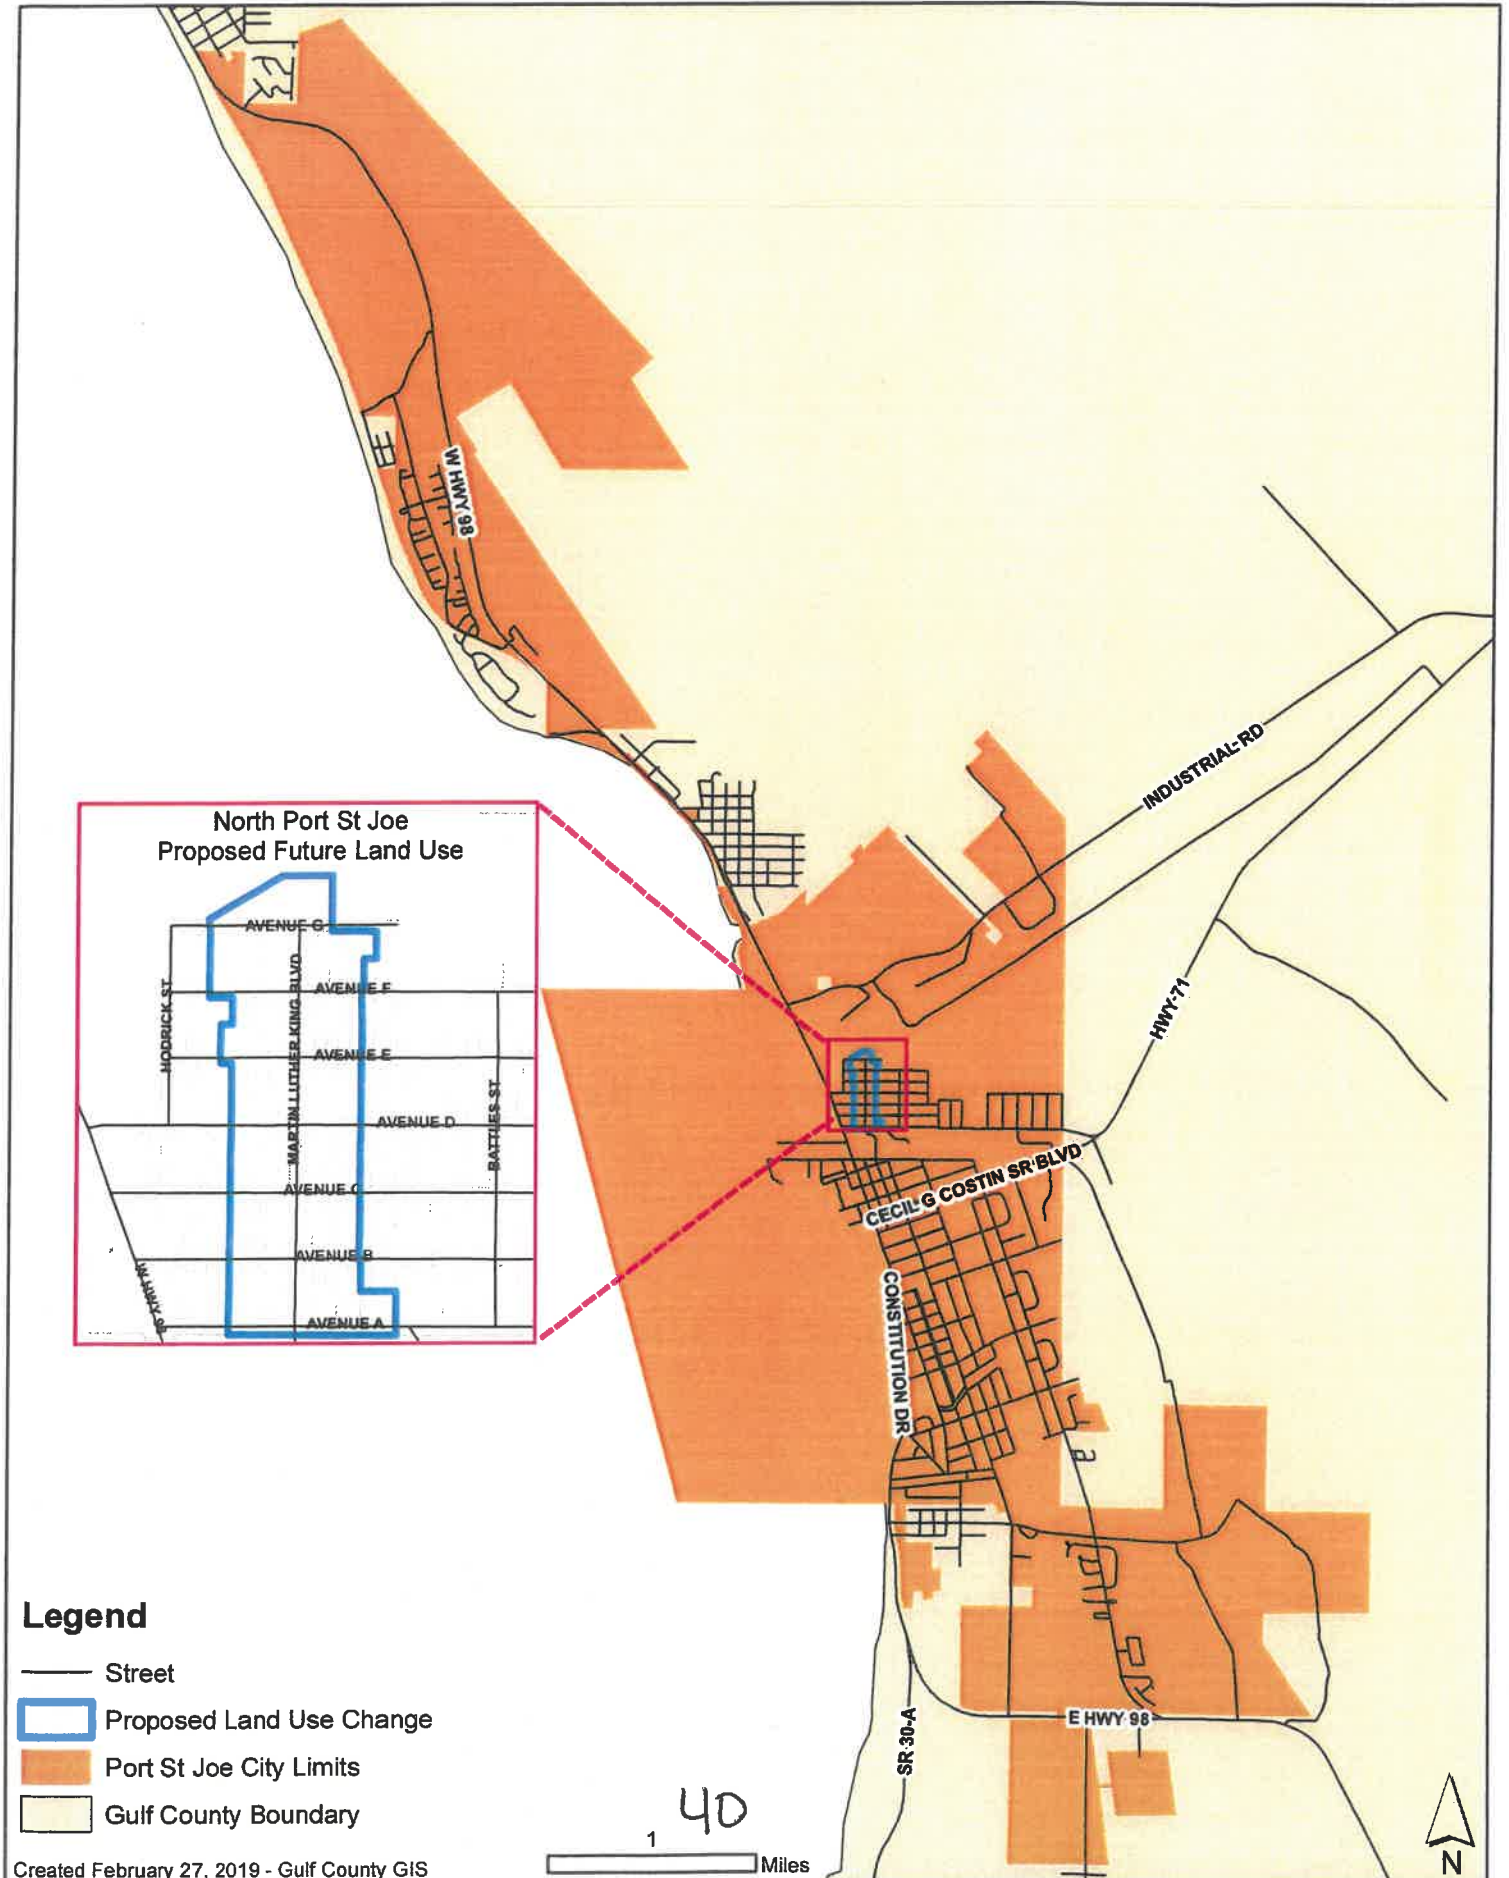 W HWY 98
INDUSTRIAL RD
North Port St Joe
Proposed Future Land Use
AVENUE G
HODRICK ST
MARTIN LUTHER KING BLVD
AVENUE F
AVENUE E
BATTLES ST
AVENUE D
AVENUE C
AVENUE B
W HWY 98
AVENUE A
HWY 71
CECIL G COSTIN SR BLVD
CONSTITUTION DR
E HWY 98
SR 30-A
Legend
Street
Proposed Land Use Change
Port St Joe City Limits
Gulf County Boundary
Created February 27, 2019 - Gulf County GIS
40
1
Miles
N